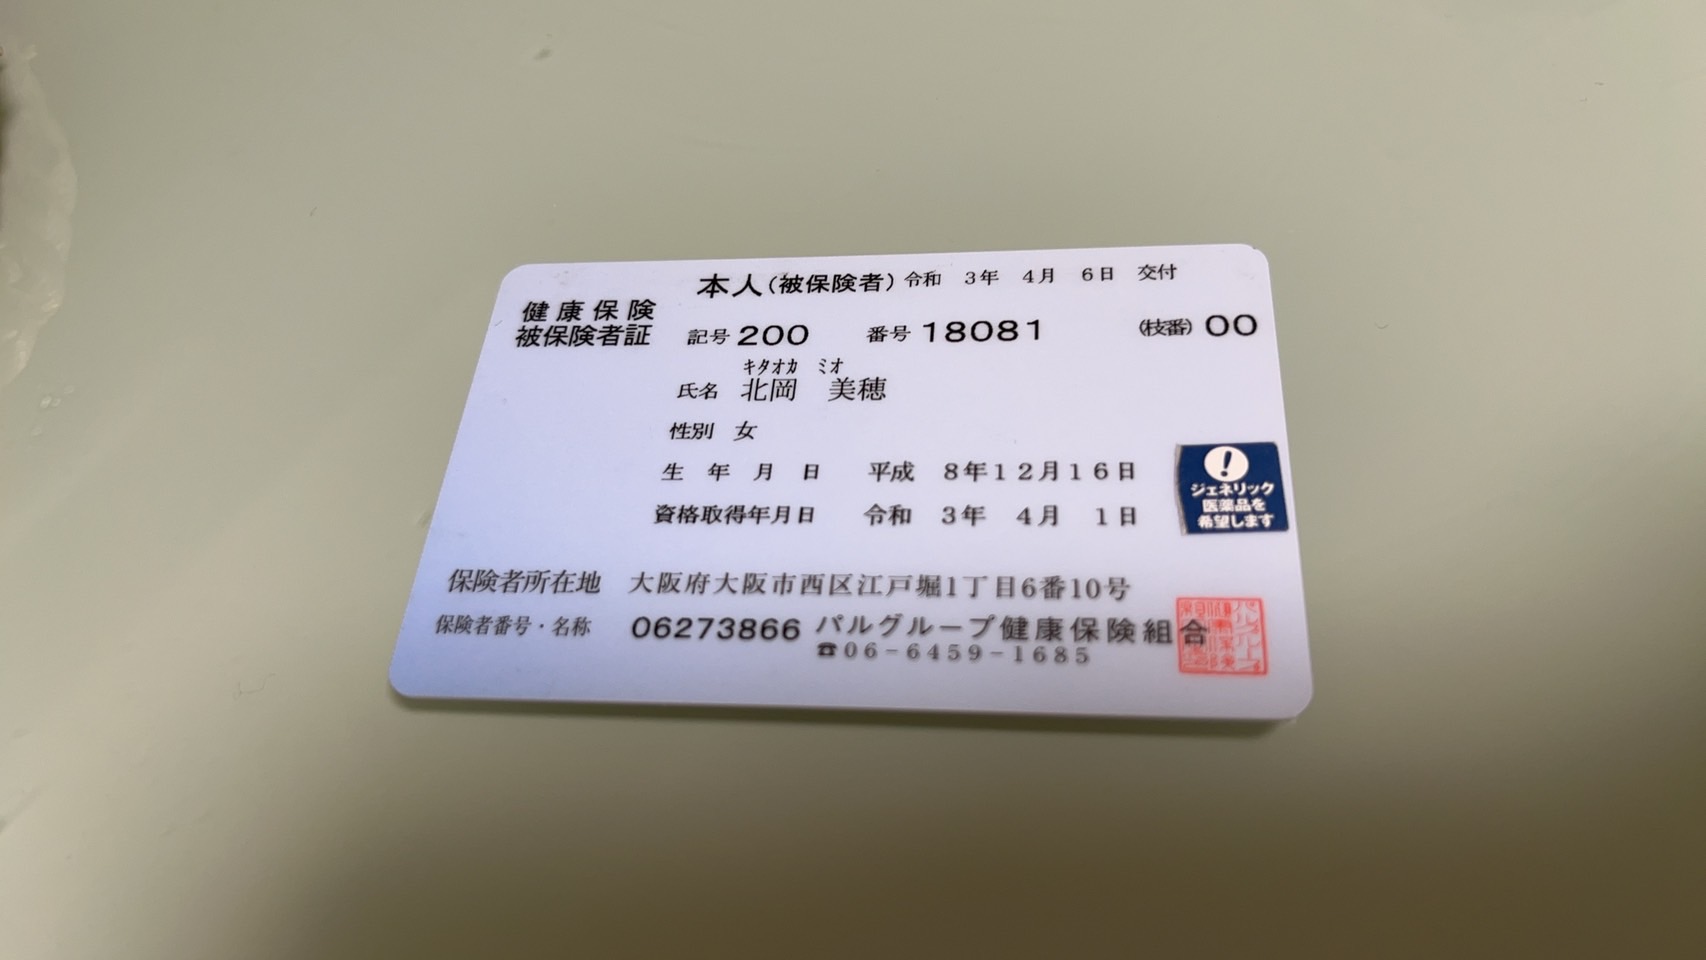 本人(被保険者) 令和 3年 4月 6日 交付
健康保険
被保険者証
記号 200 番号 18081 (枝番) 00
キタオカ ミオ
氏名 北岡 美穂
性別 女
生年月日 平成 8年12月16日
資格取得年月日 令和 3年 4月 1日
!
ジェネリック
医薬品を
希望します
保険者所在地 大阪府大阪市西区江戸堀1丁目6番10号
保険者番号・名称 06273866 パルグループ健康保険組合
☎06-6459-1685